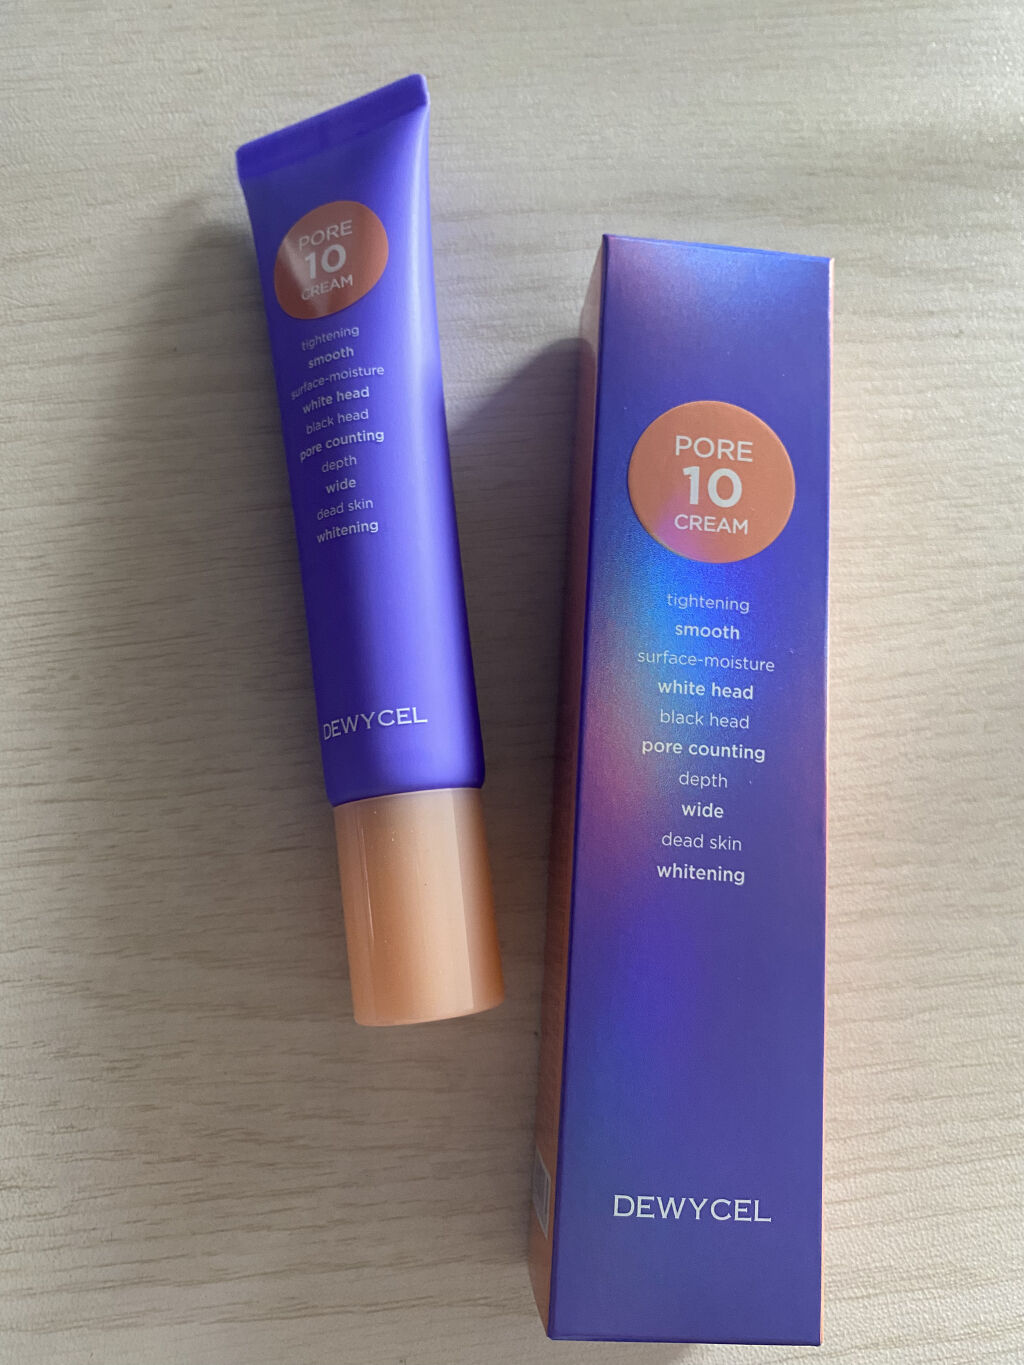 PORE
10
CREAM
tightening
smooth
surface-moisture
white head
black head
pore counting
depth
wide
dead skin
whitening
DEWYCEL
PORE
10
CREAM
tightening
smooth
surface-moisture
white head
black head
pore counting
depth
wide
dead skin
whitening
DEWYCEL